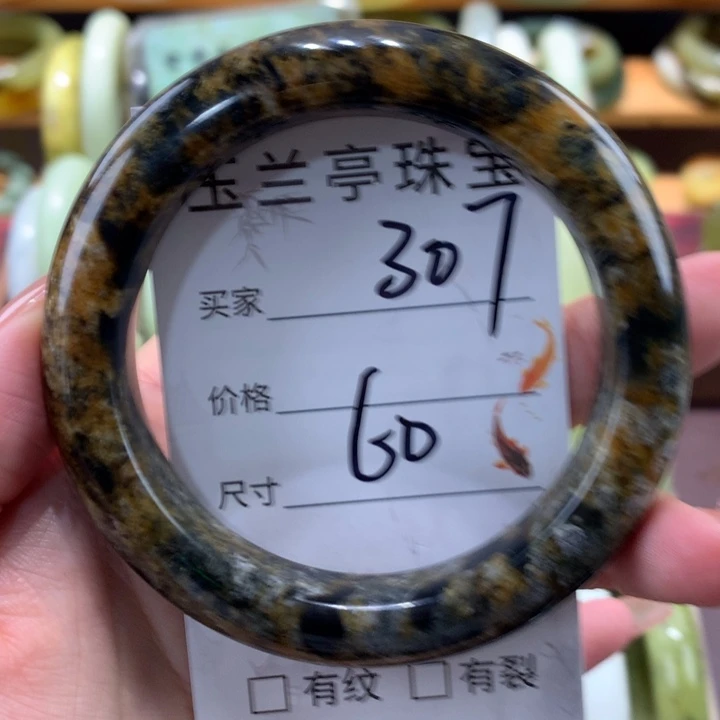 玉兰亭珠宝
买家 307
价格
尺寸 60
□ 有纹 □ 有裂